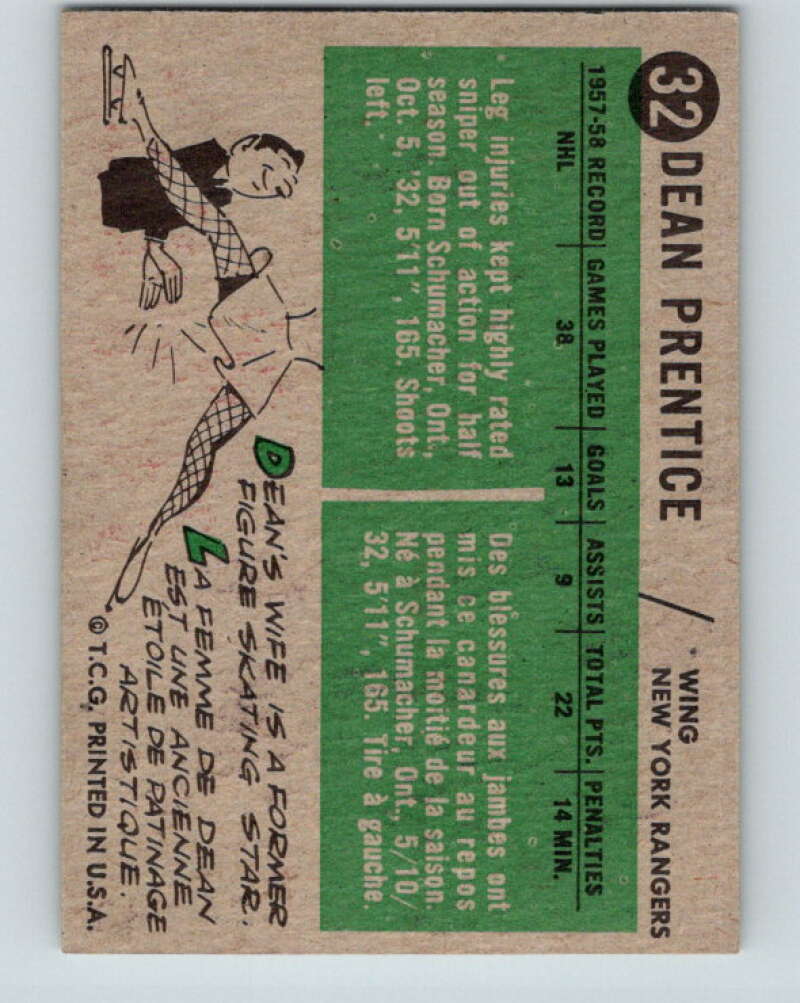 32 DEAN PRENTICE
WING
NEW YORK RANGERS
1957-58 RECORD GAMES PLAYED GOALS ASSISTS TOTAL PTS. PENALTIES
NHL 38 13 9 22 14 MIN.
Leg injuries kept highly rated
sniper out of action for half
season. Born Schumacher, Ont.,
Oct. 5, '32, 5'11", 165. Shoots
left.
Des blessures aux jambes ont
mis ce canardeur au repos
pendant la moitié de la saison.
Né à Schumacher, Ont., 5/10/
32, 5'11", 165. Tire à gauche.
DEAN'S WIFE IS A FORMER
FIGURE SKATING STAR.
LA FEMME DE DEAN
EST UNE ANCIENNE
ÉTOILE DE PATINAGE
ARTISTIQUE.
© T.C.G. PRINTED IN U.S.A.